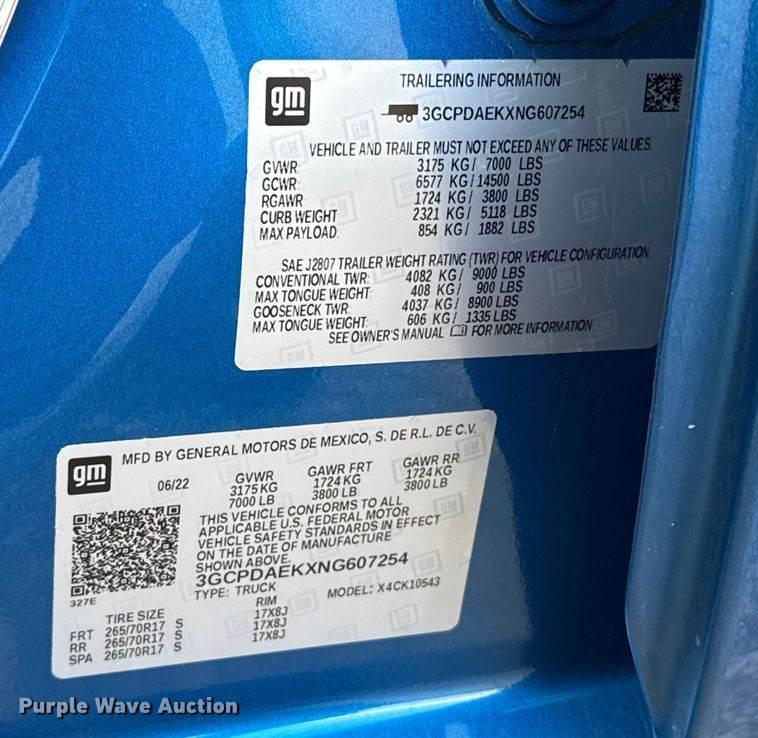 gm
TRAILERING INFORMATION
3GCPDAEKXNG607254
VEHICLE AND TRAILER MUST NOT EXCEED ANY OF THESE VALUES.
GVWR 3175 KG / 7000 LBS
GCWR 6577 KG / 14500 LBS
RGAWR 1724 KG / 3800 LBS
CURB WEIGHT 2321 KG / 5118 LBS
MAX PAYLOAD 854 KG / 1882 LBS
SAE J2807 TRAILER WEIGHT RATING (TWR) FOR VEHICLE CONFIGURATION.
CONVENTIONAL TWR: 4082 KG / 9000 LBS
MAX TONGUE WEIGHT: 408 KG / 900 LBS
GOOSENECK TWR: 4037 KG / 8900 LBS
MAX TONGUE WEIGHT: 606 KG / 1335 LBS
SEE OWNER'S MANUAL FOR MORE INFORMATION
gm
MFD BY GENERAL MOTORS DE MEXICO, S. DE R.L. DE C.V.
06/22 GVWR GAWR FRT GAWR RR
3175 KG 1724 KG 1724 KG
7000 LB 3800 LB 3800 LB
THIS VEHICLE CONFORMS TO ALL
APPLICABLE U.S. FEDERAL MOTOR
VEHICLE SAFETY STANDARDS IN EFFECT
ON THE DATE OF MANUFACTURE
SHOWN ABOVE.
3GCPDAEKXNG607254
327E
TYPE: TRUCK MODEL: X4CK10543
TIRE SIZE RIM
FRT 265/70R17 S 17X8J
RR 265/70R17 S 17X8J
SPA 265/70R17 S 17X8J
Purple Wave Auction